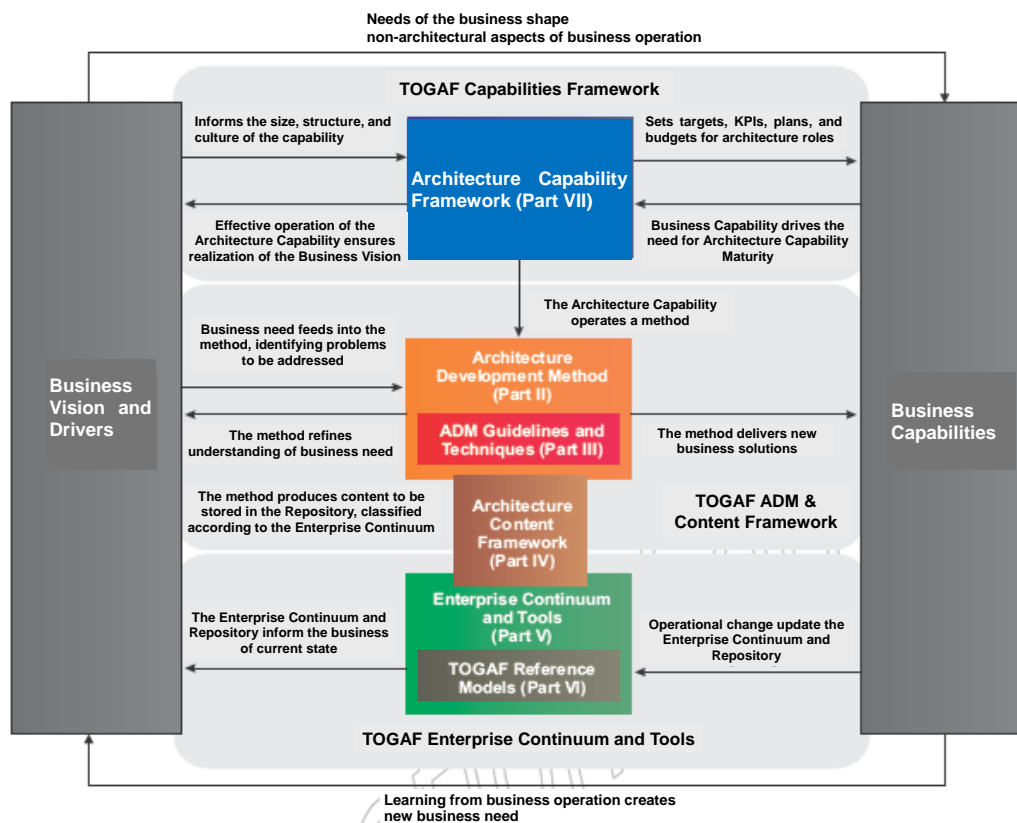 Needs of the business shape
non-architectural aspects of business operation
TOGAF Capabilities Framework
Informs the size, structure, and
culture of the capability
Sets targets, KPIs, plans, and
budgets for architecture roles
Architecture Capability
Framework (Part VII)
Effective operation of the
Architecture Capability ensures
realization of the Business Vision
Business Capability drives the
need for Architecture Capability
Maturity
The Architecture Capability
operates a method
Business need feeds into the
method, identifying problems
to be addressed
Architecture
Development Method
(Part II)
Business
Vision and
Drivers
Business
Capabilities
ADM Guidelines and
Techniques (Part III)
The method refines
understanding of business need
The method delivers new
business solutions
The method produces content to be
stored in the Repository, classified
according to the Enterprise Continuum
Architecture
Content
Framework
(Part IV)
TOGAF ADM &
Content Framework
The Enterprise Continuum and
Repository inform the business
of current state
Enterprise Continuum
and Tools
(Part V)
Operational change update the
Enterprise Continuum and
Repository
TOGAF Reference
Models (Part VI)
TOGAF Enterprise Continuum and Tools
Learning from business operation creates
new business need